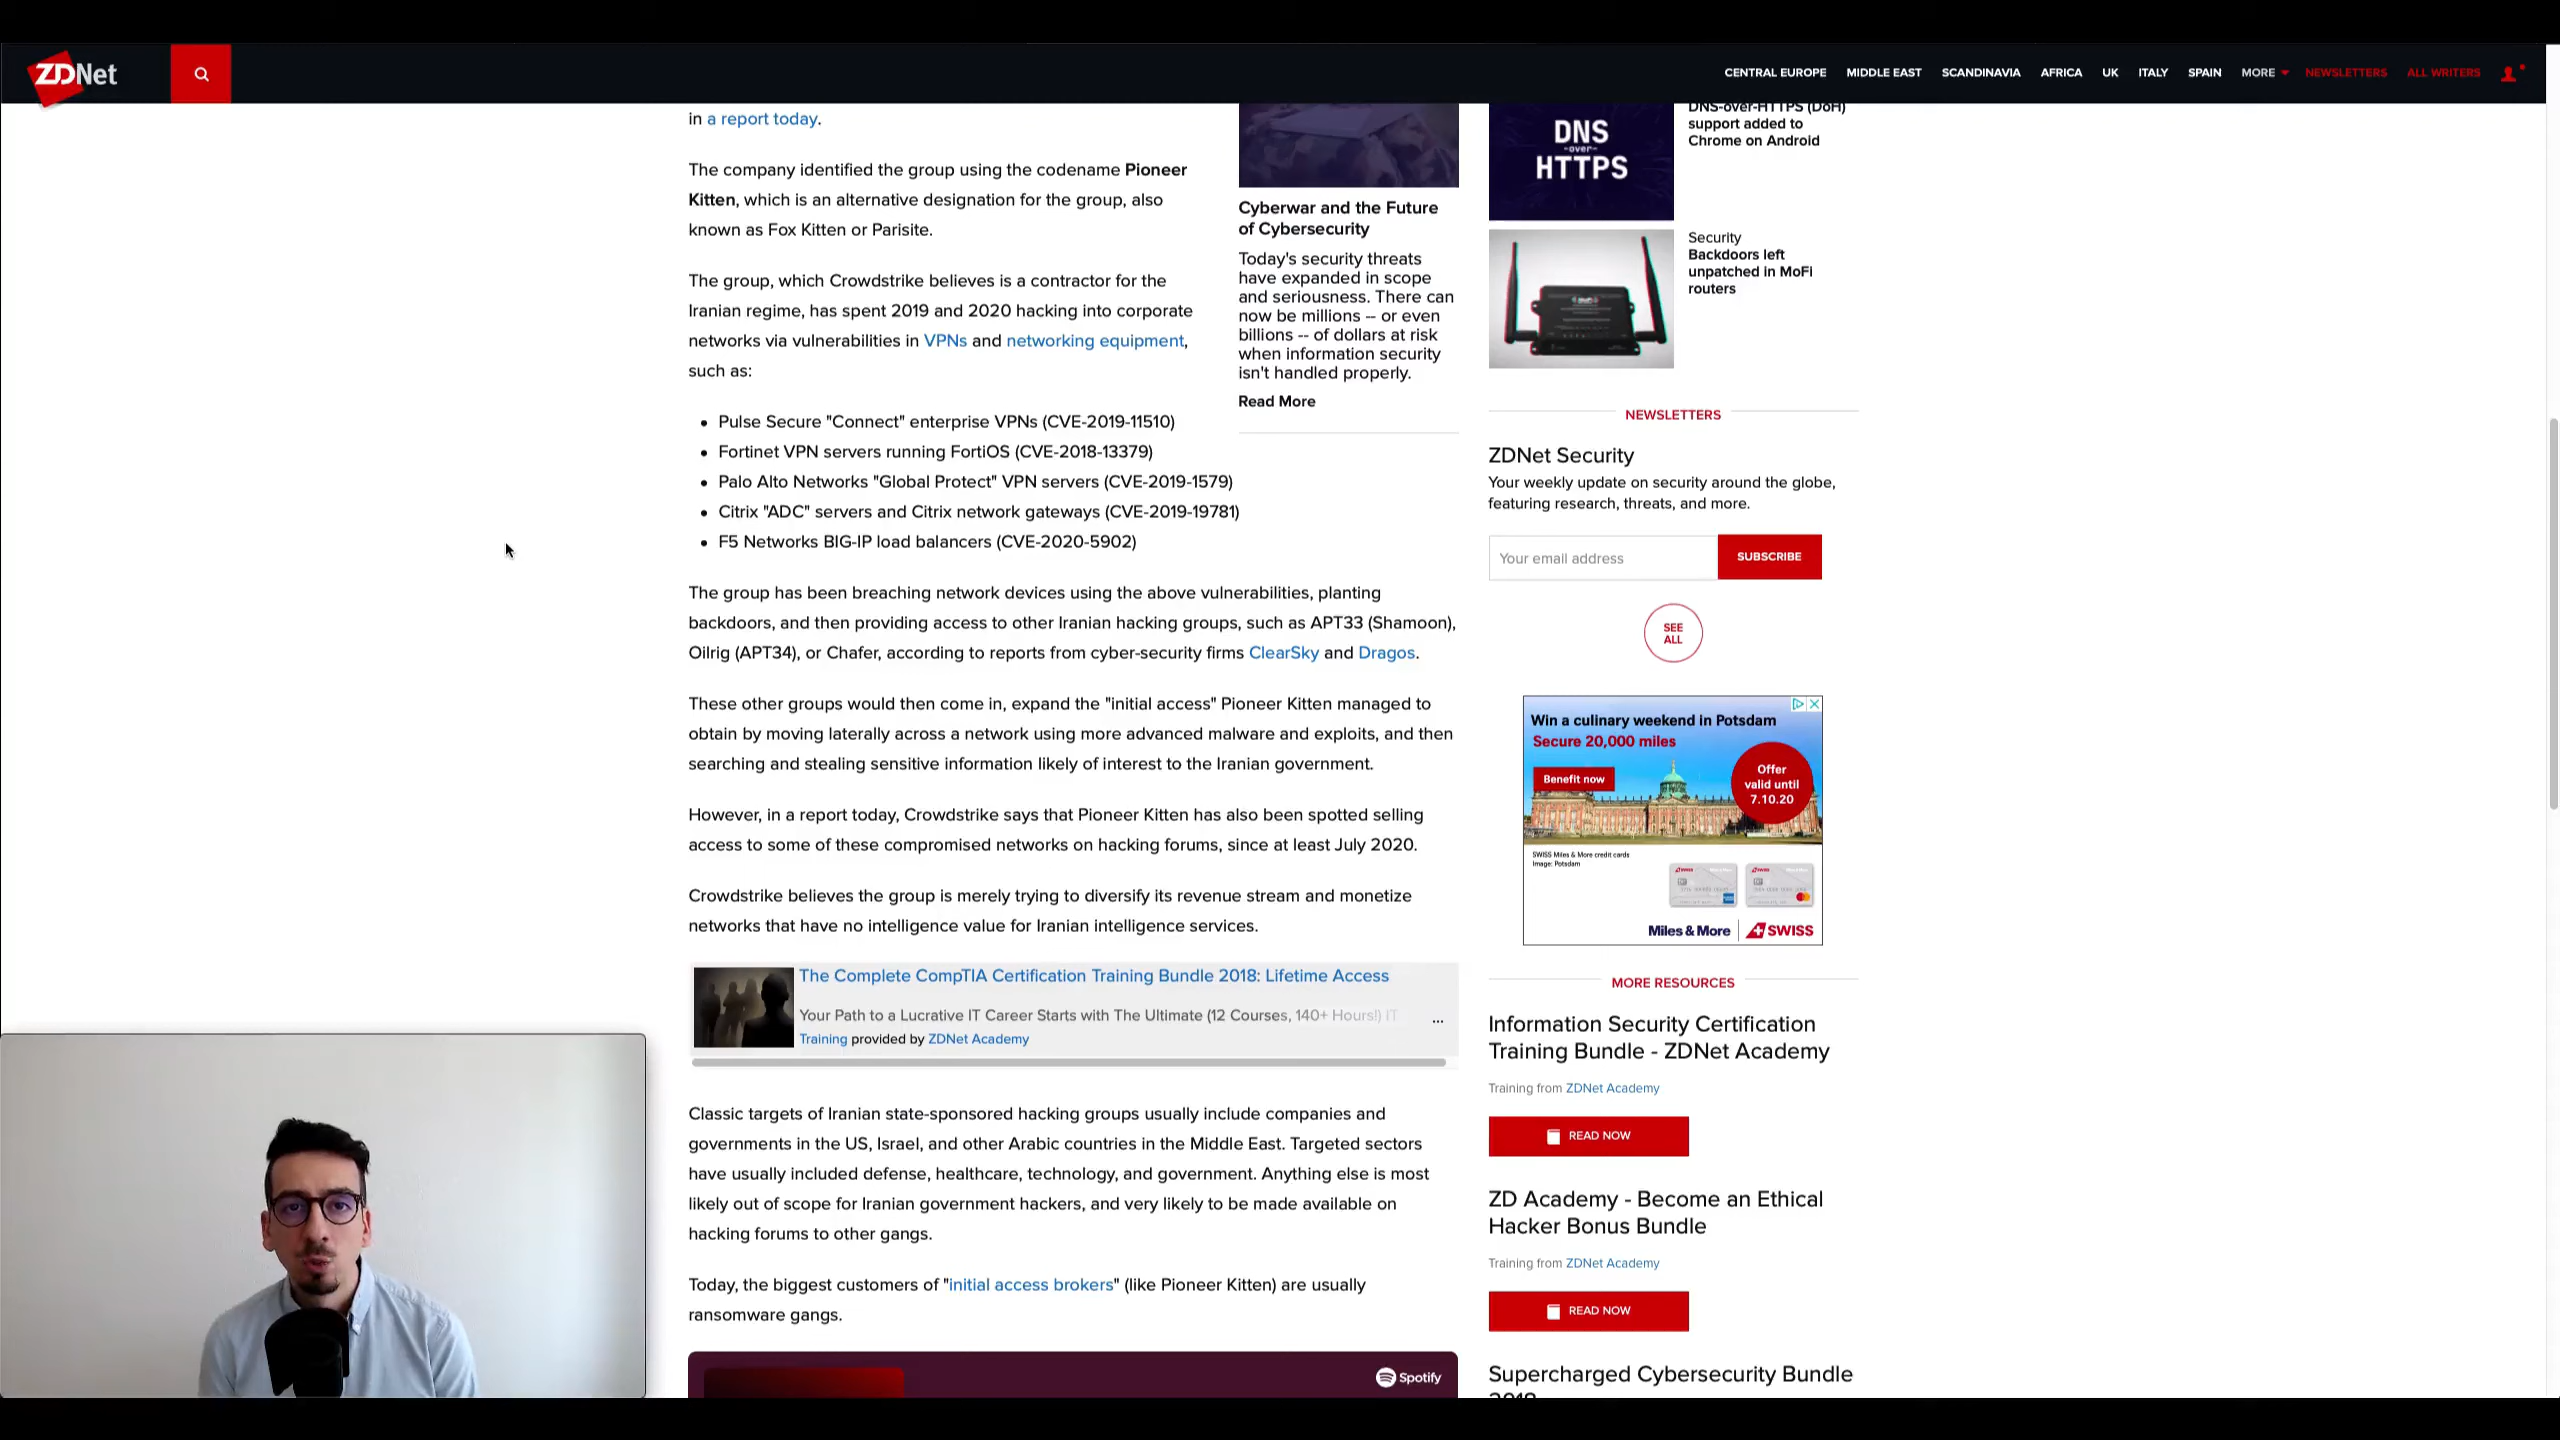 ZDNet
CENTRAL EUROPE MIDDLE EAST SCANDINAVIA AFRICA UK ITALY SPAIN MORE NEWSLETTERS ALL WRITERS
in a report today.
The company identified the group using the codename Pioneer
Kitten, which is an alternative designation for the group, also
known as Fox Kitten or Parisite.
The group, which Crowdstrike believes is a contractor for the
Iranian regime, has spent 2019 and 2020 hacking into corporate
networks via vulnerabilities in VPNs and networking equipment,
such as:
• Pulse Secure "Connect" enterprise VPNs (CVE-2019-11510)
• Fortinet VPN servers running FortiOS (CVE-2018-13379)
• Palo Alto Networks "Global Protect" VPN servers (CVE-2019-1579)
• Citrix "ADC" servers and Citrix network gateways (CVE-2019-19781)
• F5 Networks BIG-IP load balancers (CVE-2020-5902)
The group has been breaching network devices using the above vulnerabilities, planting
backdoors, and then providing access to other Iranian hacking groups, such as APT33 (Shamoon),
Oilrig (APT34), or Chafer, according to reports from cyber-security firms ClearSky and Dragos.
These other groups would then come in, expand the "initial access" Pioneer Kitten managed to
obtain by moving laterally across a network using more advanced malware and exploits, and then
searching and stealing sensitive information likely of interest to the Iranian government.
However, in a report today, Crowdstrike says that Pioneer Kitten has also been spotted selling
access to some of these compromised networks on hacking forums, since at least July 2020.
Crowdstrike believes the group is merely trying to diversify its revenue stream and monetize
networks that have no intelligence value for Iranian intelligence services.
The Complete CompTIA Certification Training Bundle 2018: Lifetime Access
Your Path to a Lucrative IT Career Starts with The Ultimate (12 Courses, 140+ Hours!) IT
...
Training provided by ZDNet Academy
Classic targets of Iranian state-sponsored hacking groups usually include companies and
governments in the US, Israel, and other Arabic countries in the Middle East. Targeted sectors
have usually included defense, healthcare, technology, and government. Anything else is most
likely out of scope for Iranian government hackers, and very likely to be made available on
hacking forums to other gangs.
Today, the biggest customers of "initial access brokers" (like Pioneer Kitten) are usually
ransomware gangs.
Spotify
Cyberwar and the Future
of Cybersecurity
Today's security threats
have expanded in scope
and seriousness. There can
now be millions -- or even
billions -- of dollars at risk
when information security
isn't handled properly.
Read More
DNS
-over-
HTTPS
DNS-over-HTTPS (DoH)
support added to
Chrome on Android
Security
Backdoors left
unpatched in MoFi
routers
NEWSLETTERS
ZDNet Security
Your weekly update on security around the globe,
featuring research, threats, and more.
Your email address
SUBSCRIBE
SEE
ALL
Win a culinary weekend in Potsdam
Secure 20,000 miles
Benefit now
Offer
valid until
7.10.20
SWISS Miles & More credit cards
Image: Potsdam
Miles & More SWISS
MORE RESOURCES
Information Security Certification
Training Bundle - ZDNet Academy
Training from ZDNet Academy
READ NOW
ZD Academy - Become an Ethical
Hacker Bonus Bundle
Training from ZDNet Academy
READ NOW
Supercharged Cybersecurity Bundle
2018